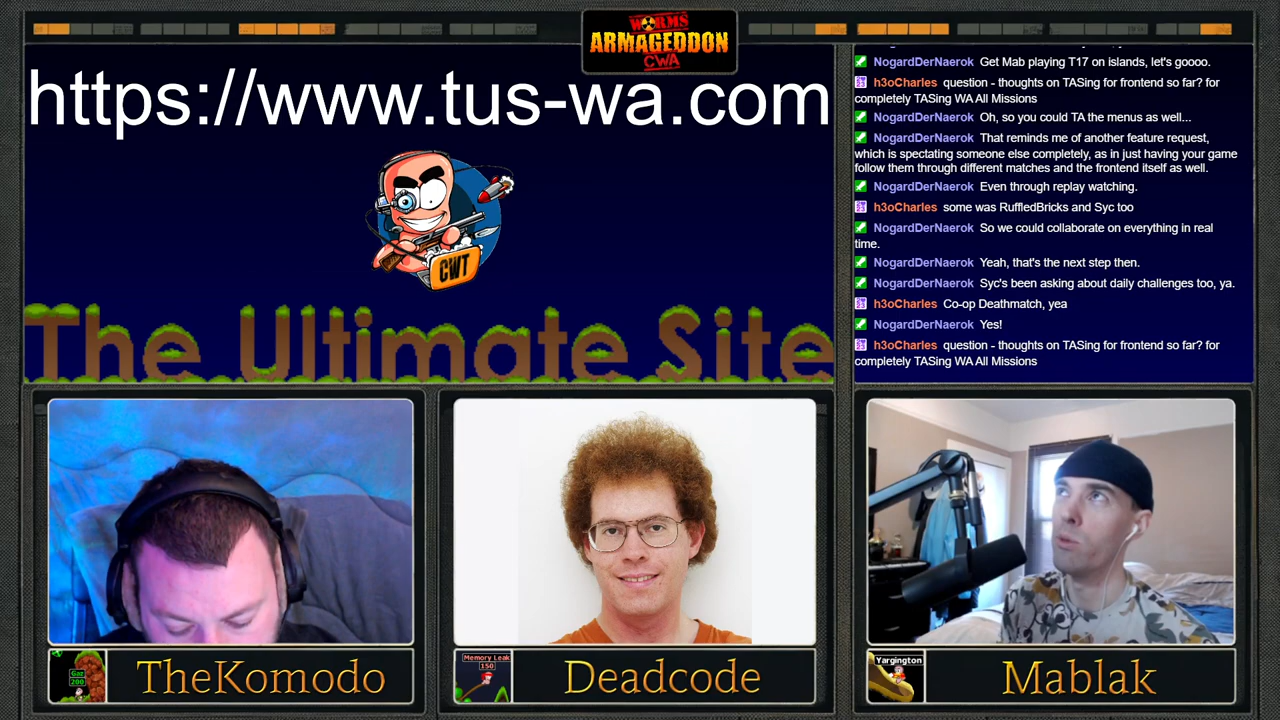 WORMS
ARMAGEDDON
CWA
https://www.tus-wa.com
CWT
The Ultimate Site
NogardDerNaerok Get Mab playing T17 on islands, let's goooo.
h3oCharles question - thoughts on TASing for frontend so far? for
completely TASing WA All Missions
NogardDerNaerok Oh, so you could TA the menus as well...
NogardDerNaerok That reminds me of another feature request,
which is spectating someone else completely, as in just having your game
follow them through different matches and the frontend itself as well.
NogardDerNaerok Even through replay watching.
h3oCharles some was RuffledBricks and Syc too
NogardDerNaerok So we could collaborate on everything in real
time.
NogardDerNaerok Yeah, that's the next step then.
NogardDerNaerok Syc's been asking about daily challenges too, ya.
h3oCharles Co-op Deathmatch, yea
NogardDerNaerok Yes!
h3oCharles question - thoughts on TASing for frontend so far? for
completely TASing WA All Missions
Gaz
200
TheKomodo
Memory Leak
150
Deadcode
Yargington
Mablak